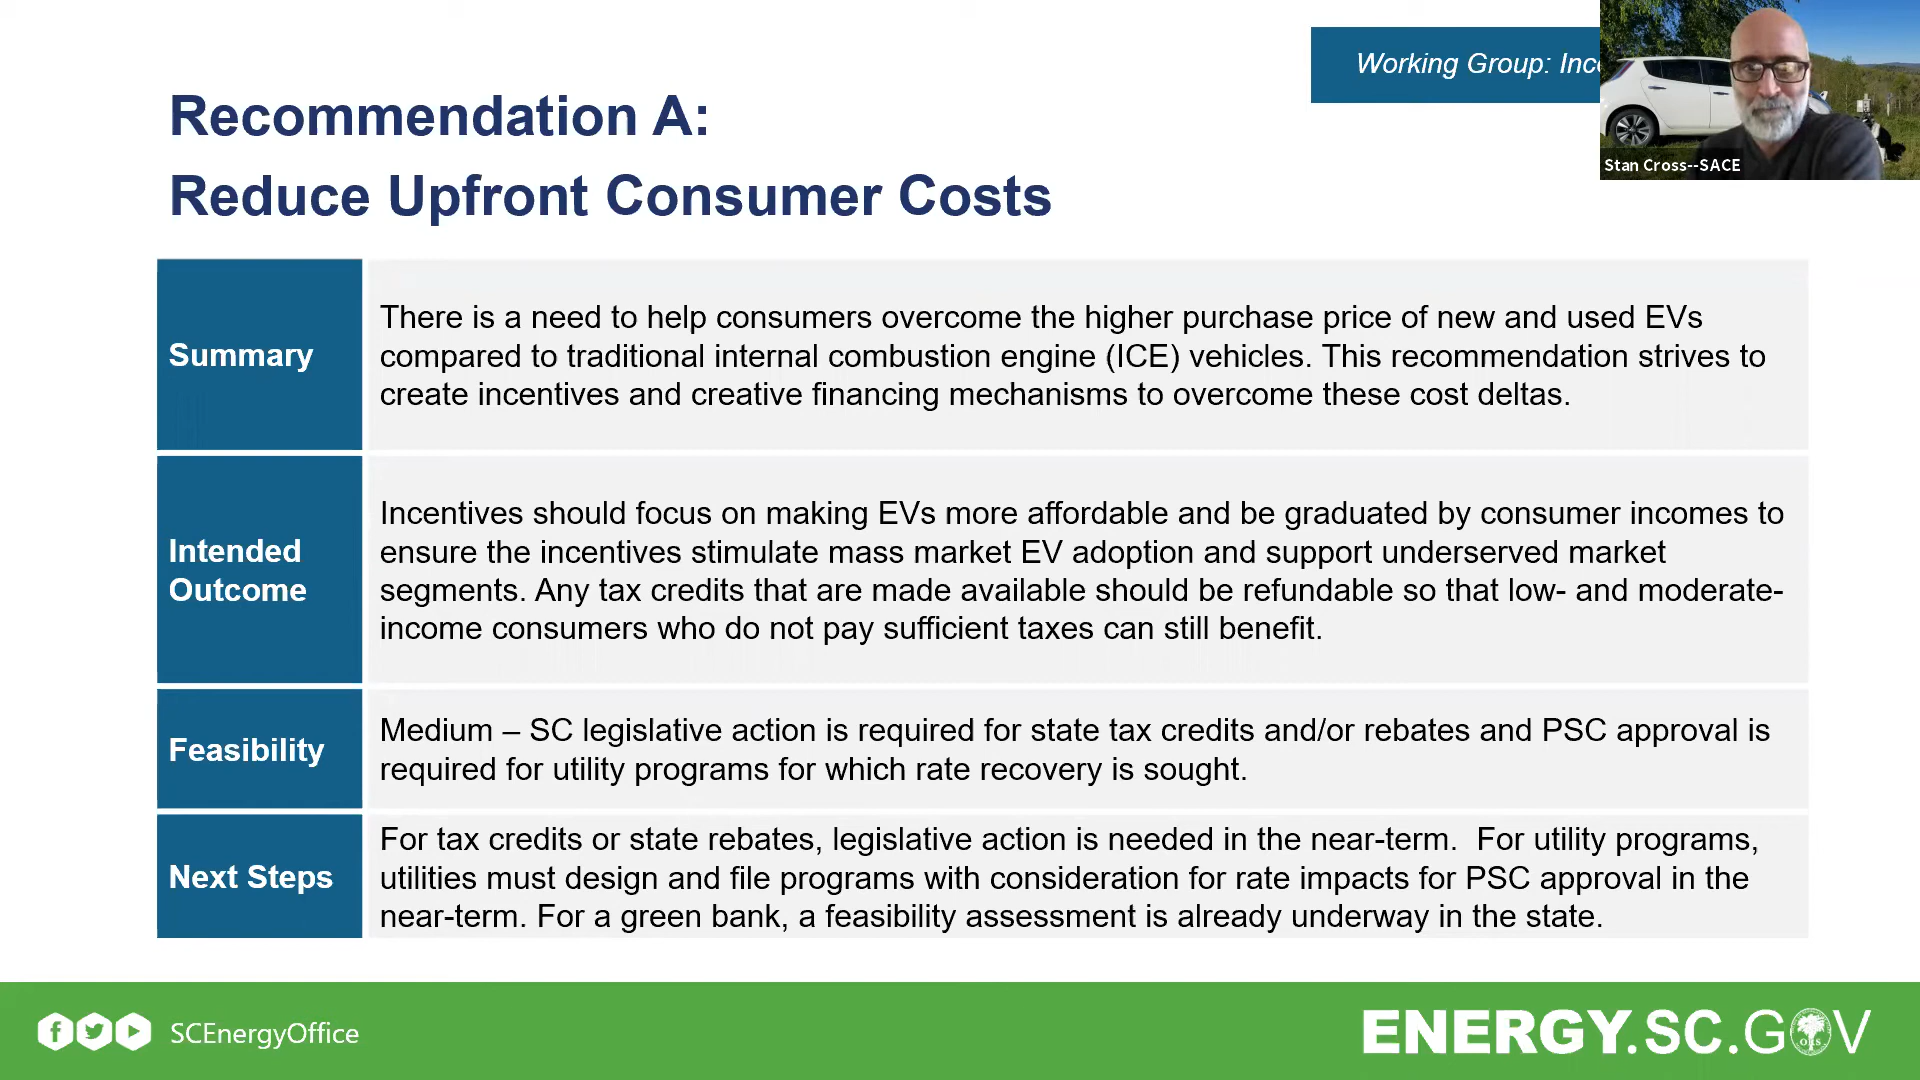 Working Group: Inc
Stan Cross--SACE
Recommendation A:
Reduce Upfront Consumer Costs
Summary
There is a need to help consumers overcome the higher purchase price of new and used EVs
compared to traditional internal combustion engine (ICE) vehicles. This recommendation strives to
create incentives and creative financing mechanisms to overcome these cost deltas.
Intended
Outcome
Incentives should focus on making EVs more affordable and be graduated by consumer incomes to
ensure the incentives stimulate mass market EV adoption and support underserved market
segments. Any tax credits that are made available should be refundable so that low- and moderate-
income consumers who do not pay sufficient taxes can still benefit.
Feasibility
Medium – SC legislative action is required for state tax credits and/or rebates and PSC approval is
required for utility programs for which rate recovery is sought.
Next Steps
For tax credits or state rebates, legislative action is needed in the near-term.  For utility programs,
utilities must design and file programs with consideration for rate impacts for PSC approval in the
near-term. For a green bank, a feasibility assessment is already underway in the state.
SCEnergyOffice
ENERGY.SC.GOV